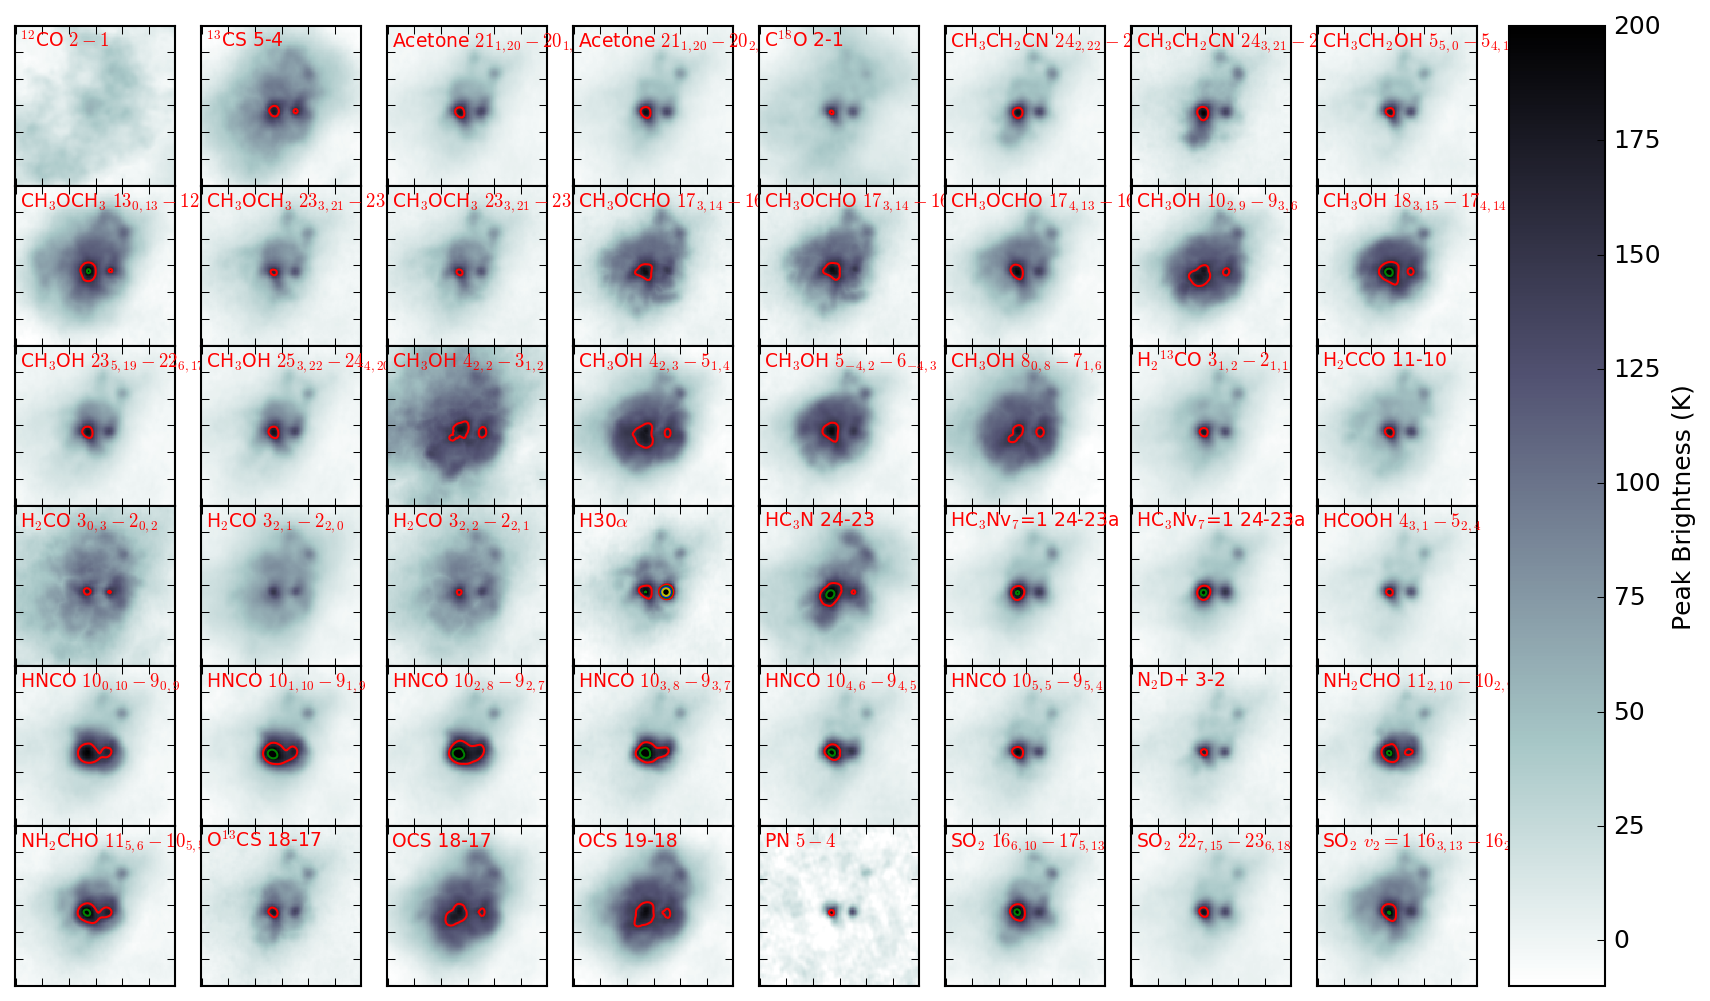 ¹²CO 2 − 1
¹³CS 5-4
Acetone 21₁,₂₀ − 20₁,
Acetone 21₁,₂₀ − 20₂,
C¹⁸O 2-1
CH₃CH₂CN 24₂,₂₂ − 2
CH₃CH₂CN 24₃,₂₁ − 2
CH₃CH₂OH 5₅,₀ − 5₄,₁
CH₃OCH₃ 13₀,₁₃ − 12
CH₃OCH₃ 23₃,₂₁ − 23
CH₃OCH₃ 23₃,₂₁ − 23
CH₃OCHO 17₃,₁₄ − 16
CH₃OCHO 17₃,₁₄ − 16
CH₃OCHO 17₄,₁₃ − 16
CH₃OH 10₂,₉ − 9₃,₆
CH₃OH 18₃,₁₅ − 17₄,₁₄
CH₃OH 23₅,₁₉ − 22₆,₁₇
CH₃OH 25₃,₂₂ − 24₄,₂₀
CH₃OH 4₂,₂ − 3₁,₂
CH₃OH 4₂,₃ − 5₁,₄
CH₃OH 5₋₄,₂ − 6₋₄,₃
CH₃OH 8₀,₈ − 7₁,₆
H₂¹³CO 3₁,₂ − 2₁,₁
H₂CCO 11-10
H₂CO 3₀,₃ − 2₀,₂
H₂CO 3₂,₁ − 2₂,₀
H₂CO 3₂,₂ − 2₂,₁
H30α
HC₃N 24-23
HC₃Nv₇=1 24-23a
HC₃Nv₇=1 24-23a
HCOOH 4₃,₁ − 5₂,₄
HNCO 10₀,₁₀ − 9₀,₉
HNCO 10₁,₁₀ − 9₁,₉
HNCO 10₂,₈ − 9₂,₇
HNCO 10₃,₈ − 9₃,₇
HNCO 10₄,₆ − 9₄,₅
HNCO 10₅,₅ − 9₅,₄
N₂D+ 3-2
NH₂CHO 11₂,₁₀ − 10₂,
NH₂CHO 11₅,₆ − 10₅,
O¹³CS 18-17
OCS 18-17
OCS 19-18
PN 5 − 4
SO₂ 16₆,₁₀ − 17₅,₁₃
SO₂ 22₇,₁₅ − 23₆,₁₈
SO₂ v₂ = 1 16₃,₁₃ − 16₂
200
175
150
125
100
75
50
25
0
Peak Brightness (K)